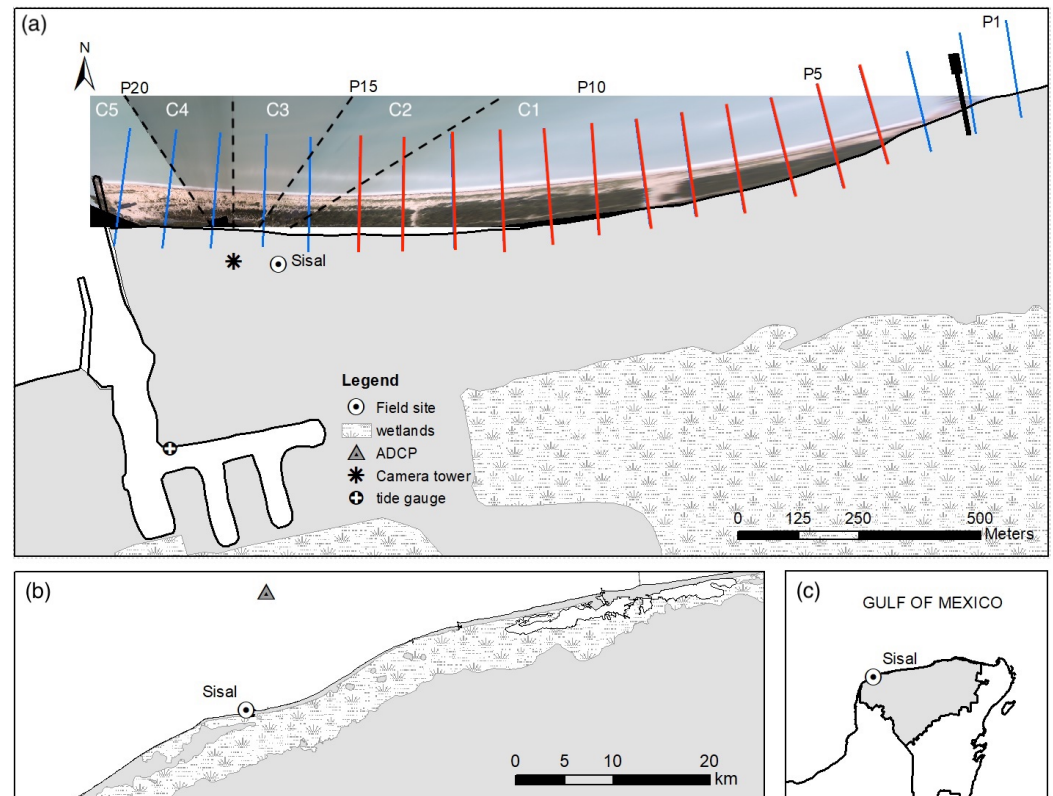 (a)
N
P1
P20
P15
P10
P5
C5
C4
C3
C2
C1
Sisal
Legend
Field site
wetlands
ADCP
Camera tower
tide gauge
0 125 250 500
Meters
(b)
Sisal
0 5 10 20
km
(c)
GULF OF MEXICO
Sisal